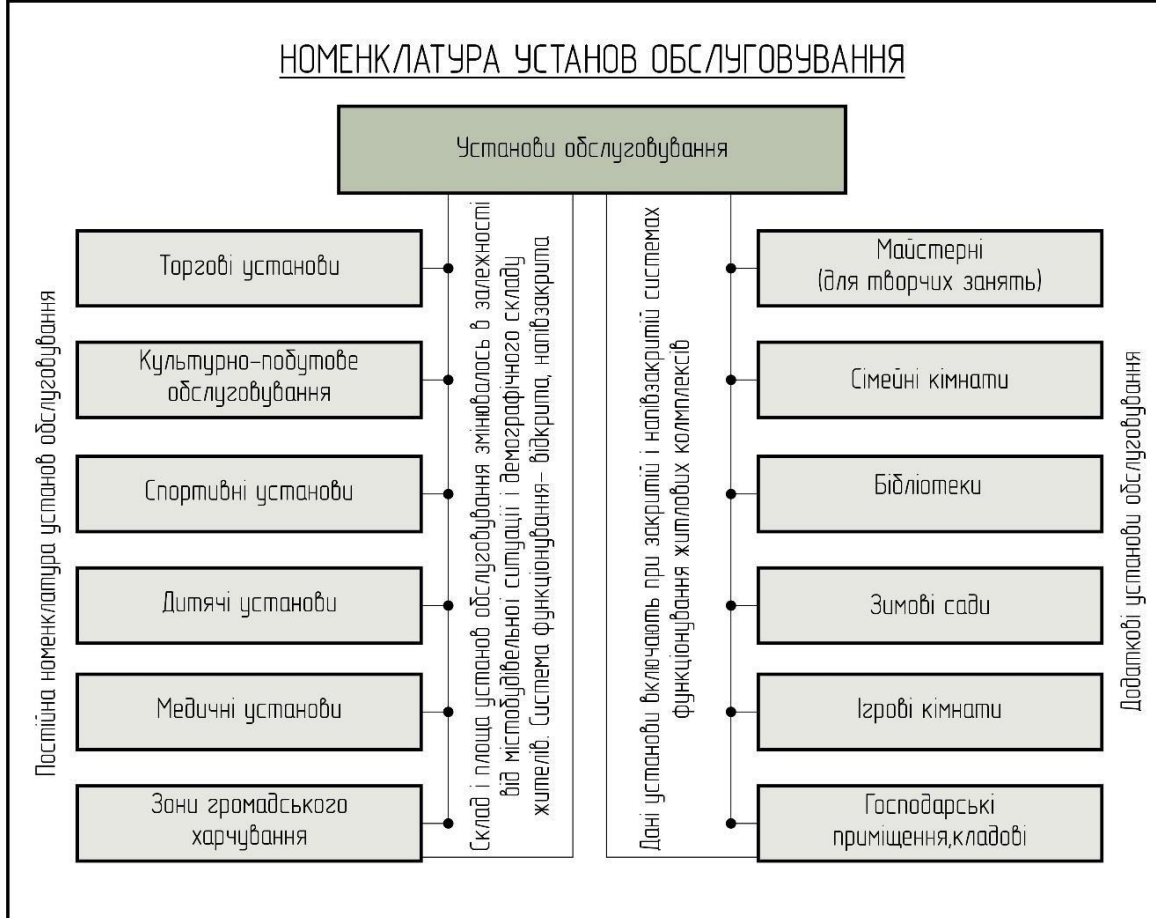 НОМЕНКЛАТУРА УСТАНОВ ОБСЛУГОВУВАННЯ
Установи обслуговування
Постійна номенклатура установ обслуговування
Торгові установи
Культурно-побутове
обслуговування
Спортивні установи
Дитячі установи
Медичні установи
Зони громадського
харчування
Склад і площа установ обслуговування змінювалось в залежності
від містобудівельної ситуації і демографічного складу
жителів. Система функціонування- відкрита, напівзакрита
Дані установи включають при закритій і напівзакритій системах
функціонування житлових колмплексів
Майстерні
(для творчих занять)
Сімейні кімнати
Бібліотеки
Зимові сади
Ігрові кімнати
Господарські
приміщення,кладові
Додаткові установи обслуговування